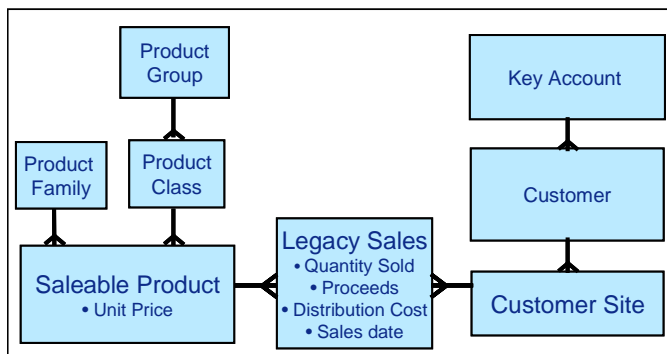 Product
Group
Key Account
Product
Family
Product
Class
Customer
Legacy Sales
• Quantity Sold
• Proceeds
• Distribution Cost
• Sales date
Saleable Product
• Unit Price
Customer Site